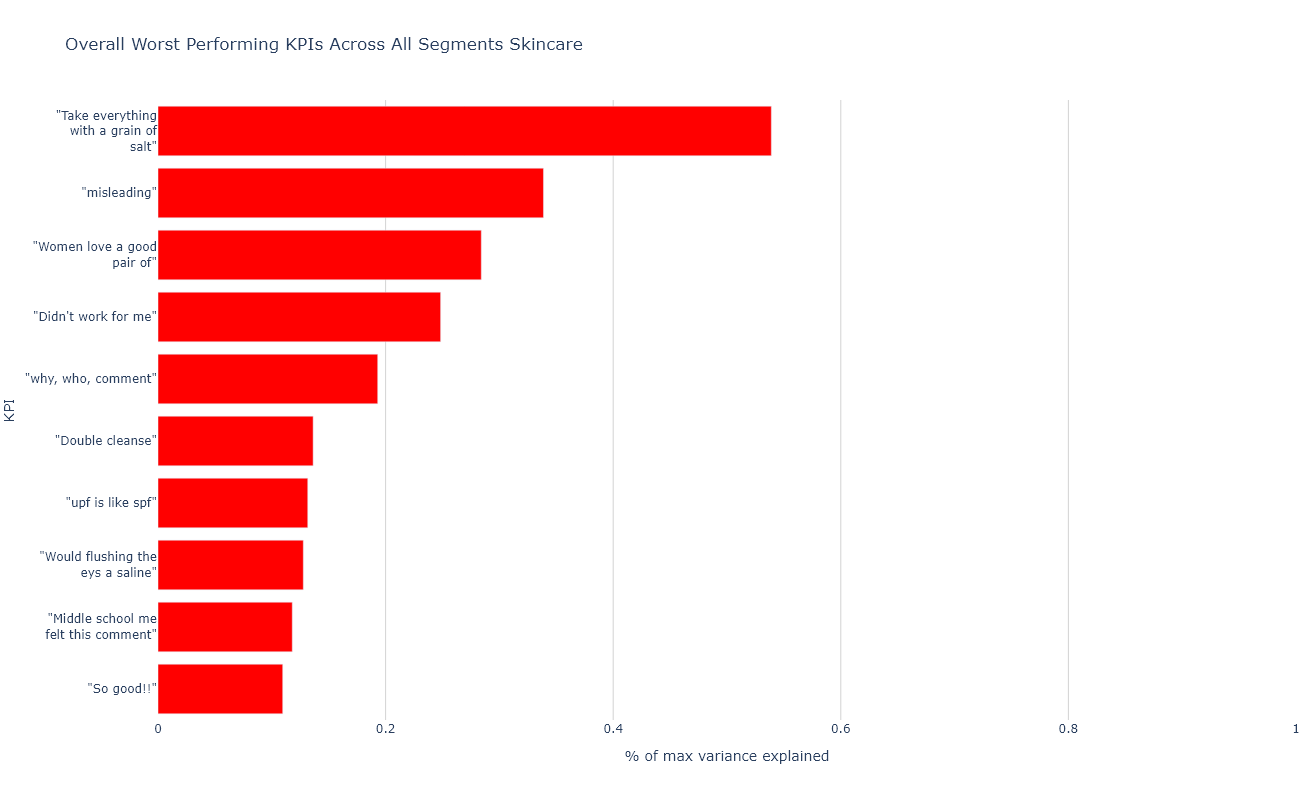 Overall Worst Performing KPIs Across All Segments Skincare
"Take everything
with a grain of
salt"
"misleading"
"Women love a good
pair of"
"Didn't work for me"
"why, who, comment"
"Double cleanse"
"upf is like spf"
"Would flushing the
eys a saline"
"Middle school me
felt this comment"
"So good!!"
KPI
0 0.2 0.4 0.6 0.8 1
% of max variance explained